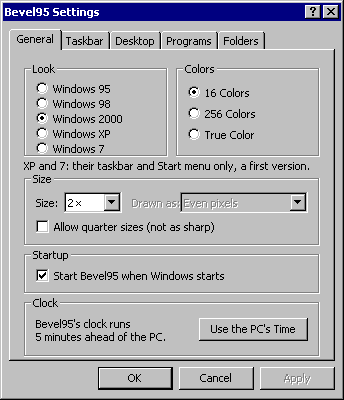 Bevel95 Settings
General Taskbar Desktop Programs Folders
Look
Windows 95
Windows 98
Windows 2000
Windows XP
Windows 7
Colors
16 Colors
256 Colors
True Color
XP and 7: their taskbar and Start menu only, a first version.
Size
Size: 2× Drawn as: Even pixels
Allow quarter sizes (not as sharp)
Startup
Start Bevel95 when Windows starts
Clock
Bevel95's clock runs
5 minutes ahead of the PC.
Use the PC's Time
OK Cancel Apply